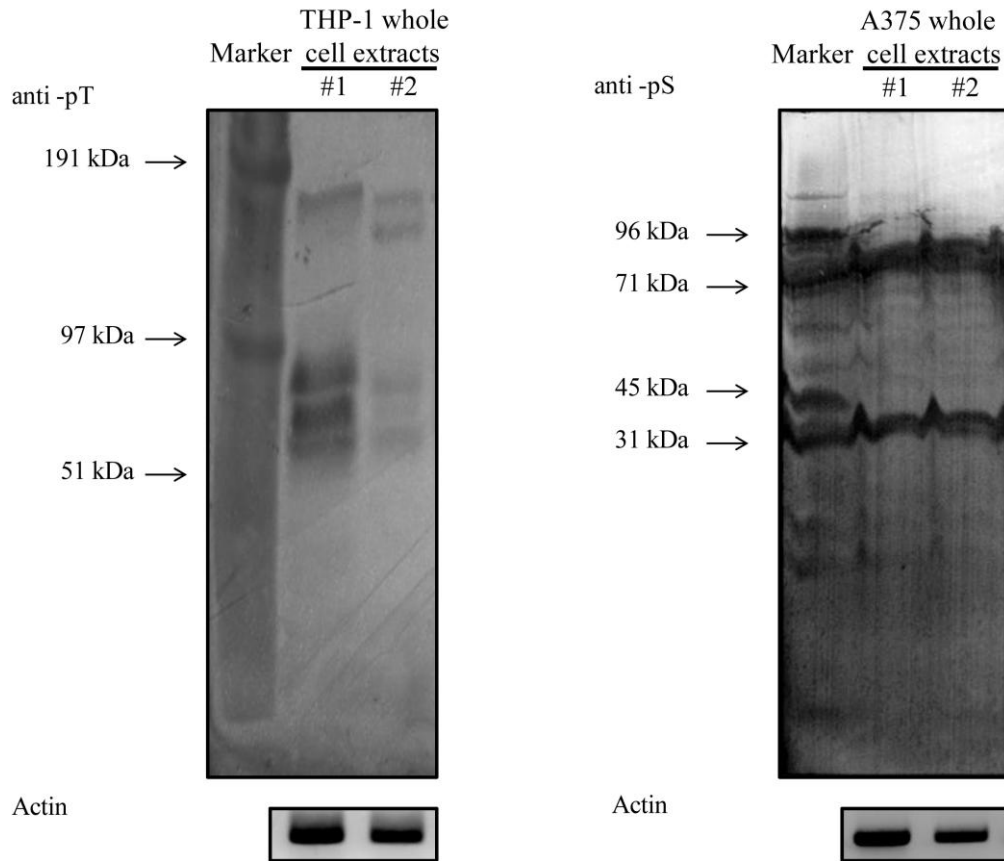 THP-1 whole
Marker cell extracts
#1 #2
anti -pT
191 kDa
97 kDa
51 kDa
Actin
A375 whole
Marker cell extracts
#1 #2
anti -pS
96 kDa
71 kDa
45 kDa
31 kDa
Actin